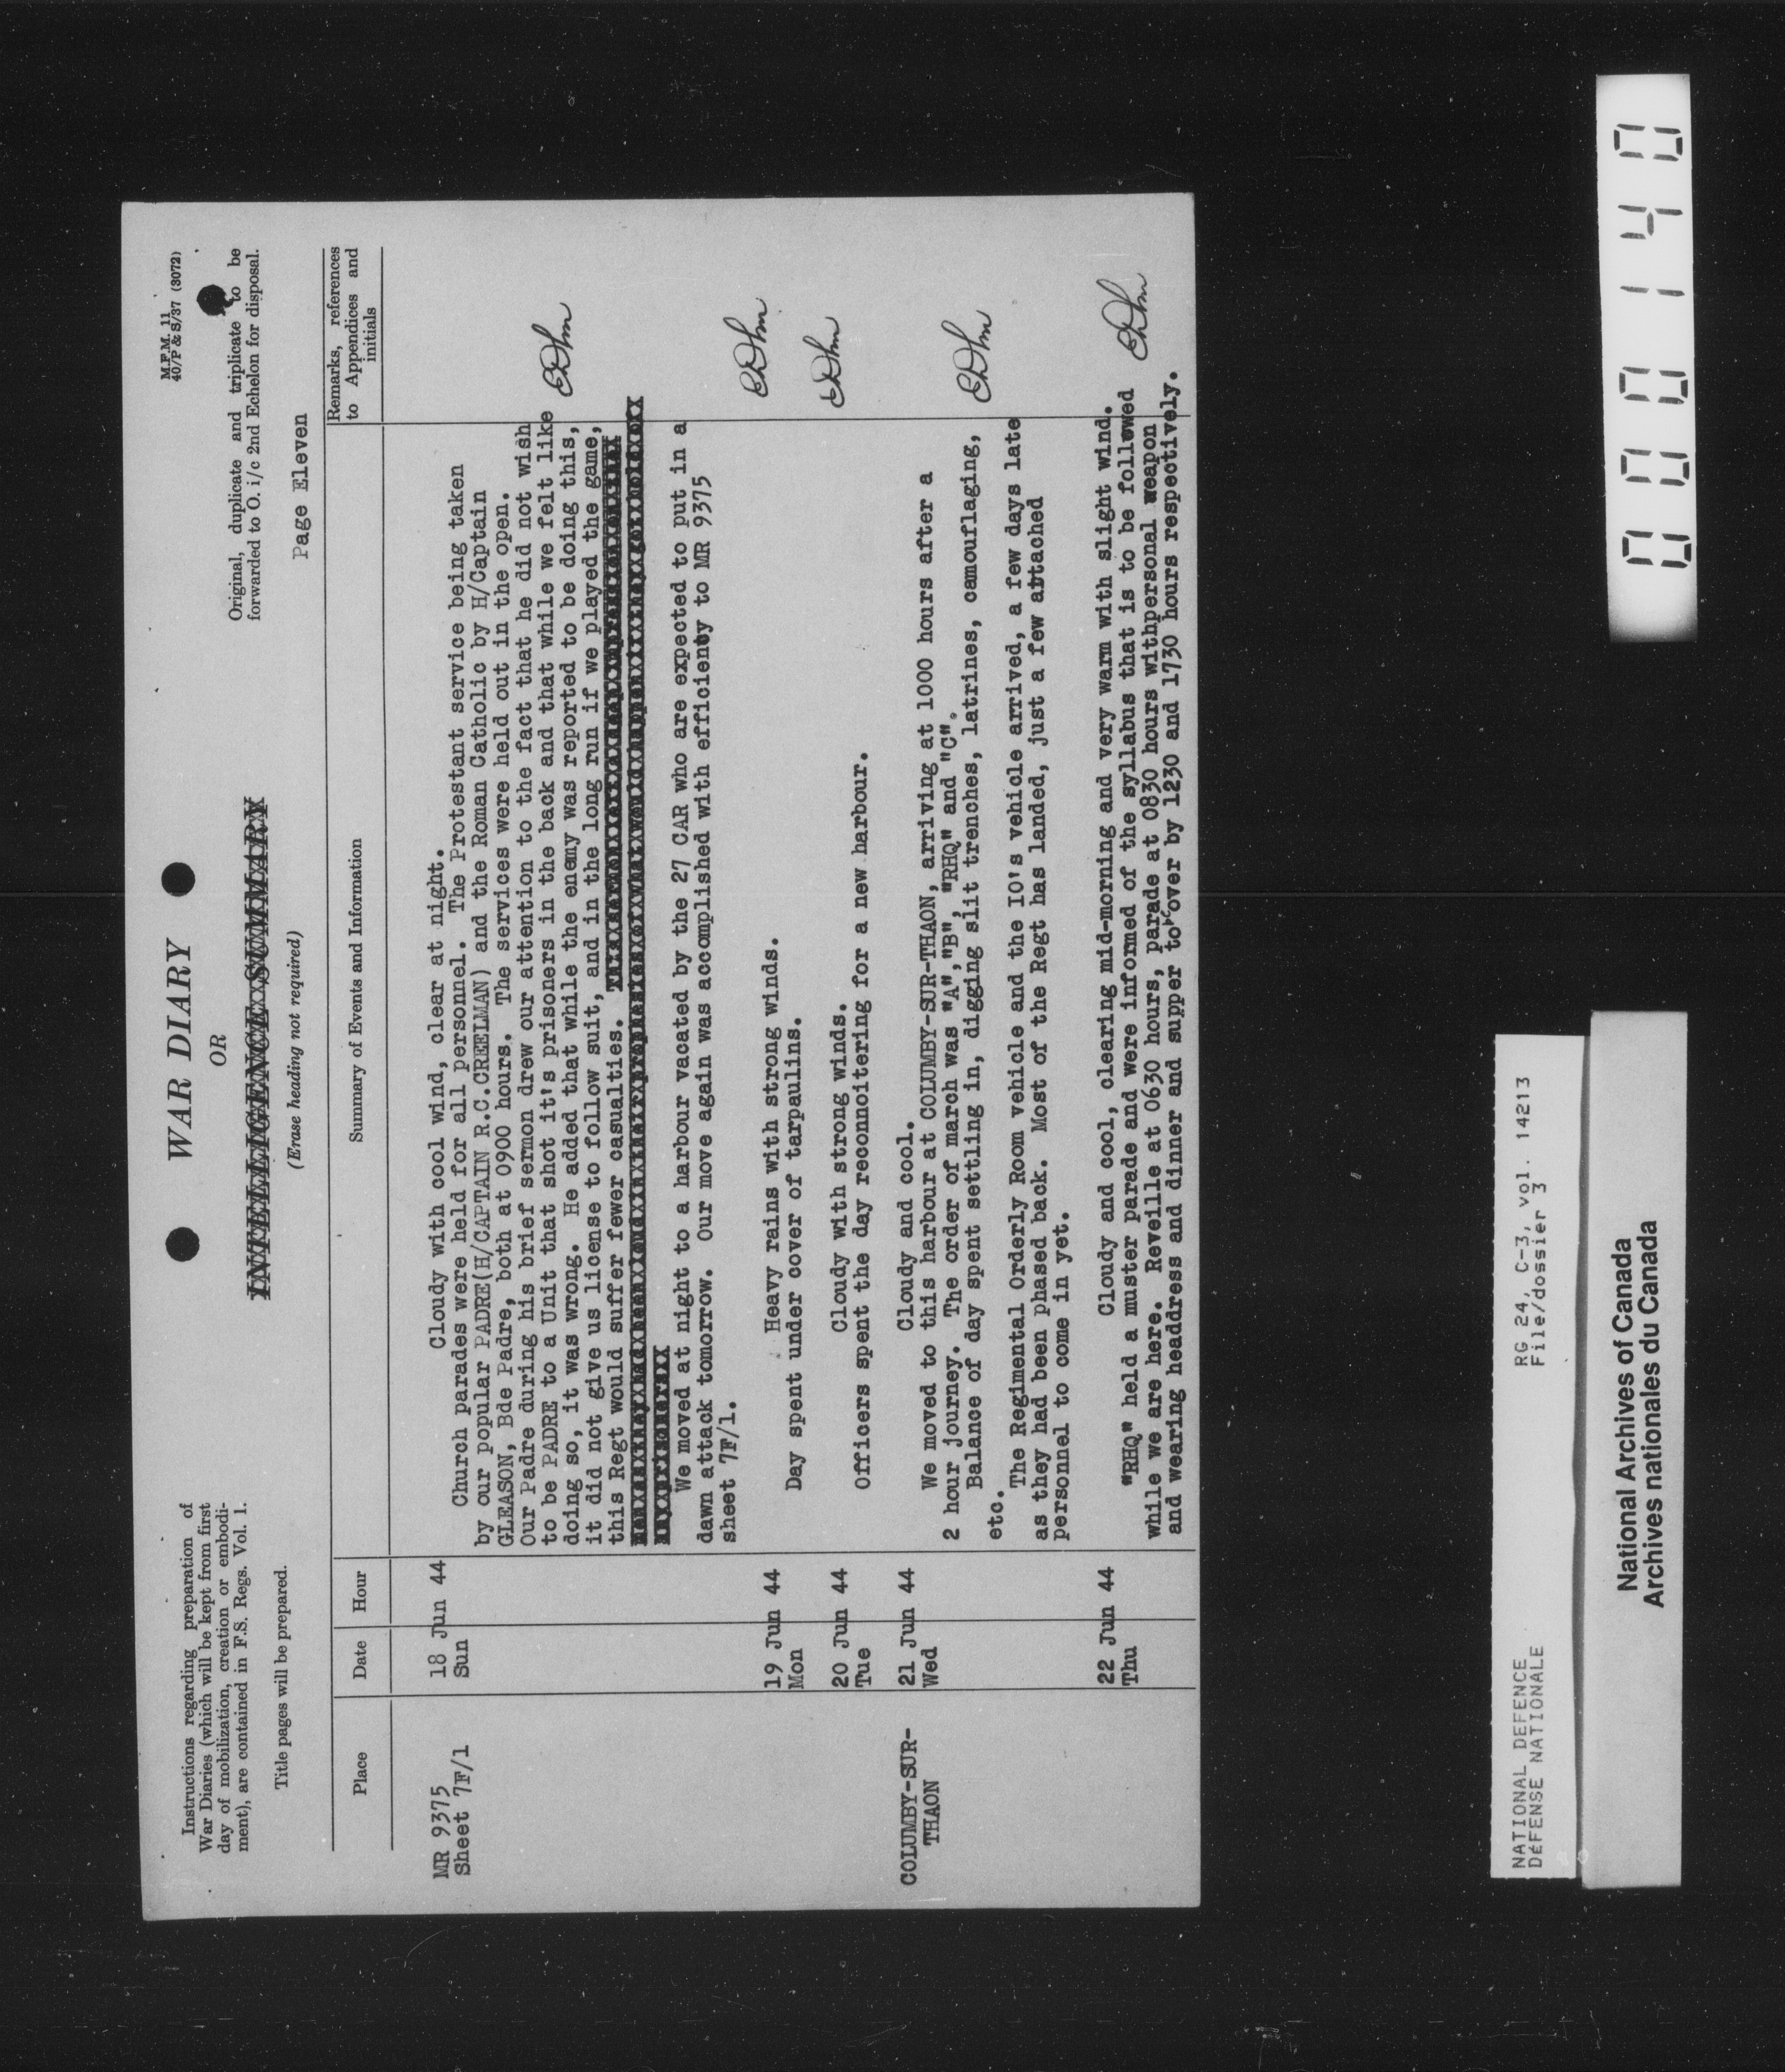 Instructions regarding preparation of
War Diaries (which will be kept from first
day of mobilization, creation or embodi-
ment), are contained in F.S. Regs. Vol. 1.
Title pages will be prepared.
WAR DIARY
OR
INTELLIGENCE SUMMARY
(Erase heading not required)
M.F.M. 11
40/P & S/37 (3072)
Original, duplicate and triplicate to be
forwarded to O. i/c 2nd Echelon for disposal.
Page Eleven
Place Date Hour Summary of Events and Information Remarks, references
to Appendices and
initials
MR 9375 18 Jun 44 Cloudy with cool wind, clear at night.
Sheet 7F/1 Sun Church parades were held for all personnel. The Protestant service being taken
by our popular PADRE(H/CAPTAIN R.C.CREELMAN) and the Roman Catholic by H/Captain
GLEASON, Bde Padre, both at 0900 hours. The services were held out in the open.
Our Padre during his brief sermon drew our attention to the fact that he did not wish
to be PADRE to a Unit that shot it's prisoners in the back and that while we felt like
doing so, it was wrong. He added that while the enemy was reported to be doing this,
it did not give us license to follow suit, and in the long run if we played the game,
this Regt would suffer fewer casualties.
We moved at night to a harbour vacated by the 27 CAR who are expected to put in a
dawn attack tomorrow. Our move again was accomplished with efficienty to MR 9375
sheet 7F/1.
19 Jun 44 Heavy rains with strong winds.
Mon Day spent under cover of tarpaulins.
20 Jun 44 Cloudy with strong winds.
Tue Officers spent the day reconnoitering for a new harbour.
COLUMBY-SUR- 21 Jun 44 Cloudy and cool.
THAON Wed We moved to this harbour at COLUMBY-SUR-THAON, arriving at 1000 hours after a
2 hour journey. The order of march was "A","B", "RHQ" and "C".
Balance of day spent settling in, digging slit trenches, latrines, camouflaging,
etc.
The Regimental Orderly Room vehicle and the IO's vehicle arrived, a few days late
as they had been phased back. Most of the Regt has landed, just a few attached
personnel to come in yet.
22 Jun 44 Cloudy and cool, clearing mid-morning and very warm with slight wind.
Thu "RHQ" held a muster parade and were informed of the syllabus that is to be followed
while we are here. Reveille at 0630 hours, parade at 0830 hours withpersonal weapon
and wearing headdress and dinner and supper to over by 1230 and 1730 hours respectively.
NATIONAL DEFENCE RG 24, C-3, vol. 14213
DÉFENSE NATIONALE File/dossier 3
National Archives of Canada
Archives nationales du Canada
000140